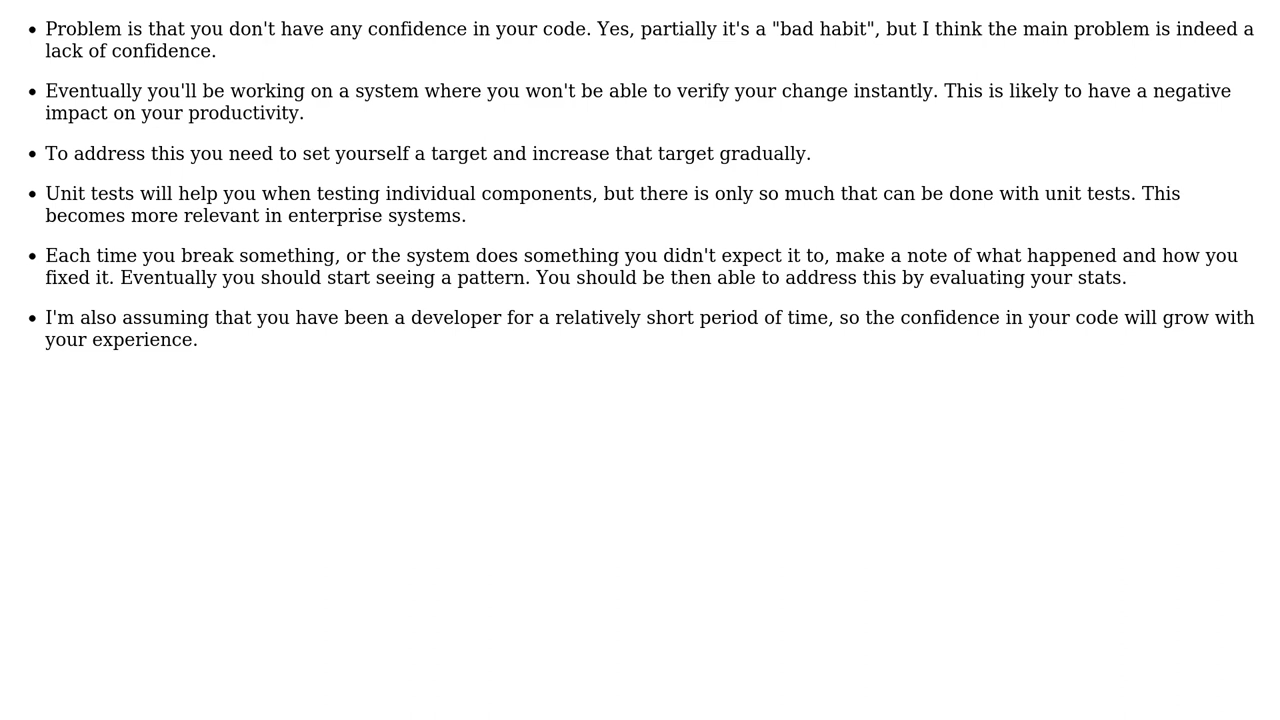 • Problem is that you don't have any confidence in your code. Yes, partially it's a "bad habit", but I think the main problem is indeed a
lack of confidence.
• Eventually you'll be working on a system where you won't be able to verify your change instantly. This is likely to have a negative
impact on your productivity.
• To address this you need to set yourself a target and increase that target gradually.
• Unit tests will help you when testing individual components, but there is only so much that can be done with unit tests. This
becomes more relevant in enterprise systems.
• Each time you break something, or the system does something you didn't expect it to, make a note of what happened and how you
fixed it. Eventually you should start seeing a pattern. You should be then able to address this by evaluating your stats.
• I'm also assuming that you have been a developer for a relatively short period of time, so the confidence in your code will grow with
your experience.